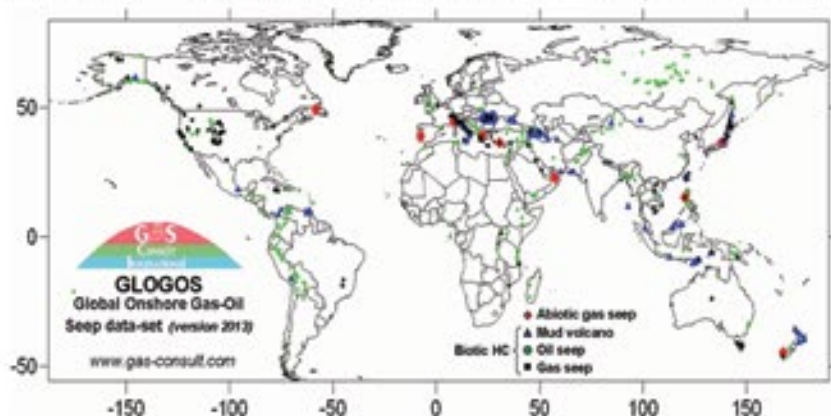 50
0
-50
-150
-100
-50
0
50
100
150
G S
GLOGOS
Global Onshore Gas-Oil
Seep data-set (version 2013)
www.gas-consult.com
Abiotic gas seep
Mud volcano
Biotic HC
Oil seep
Gas seep